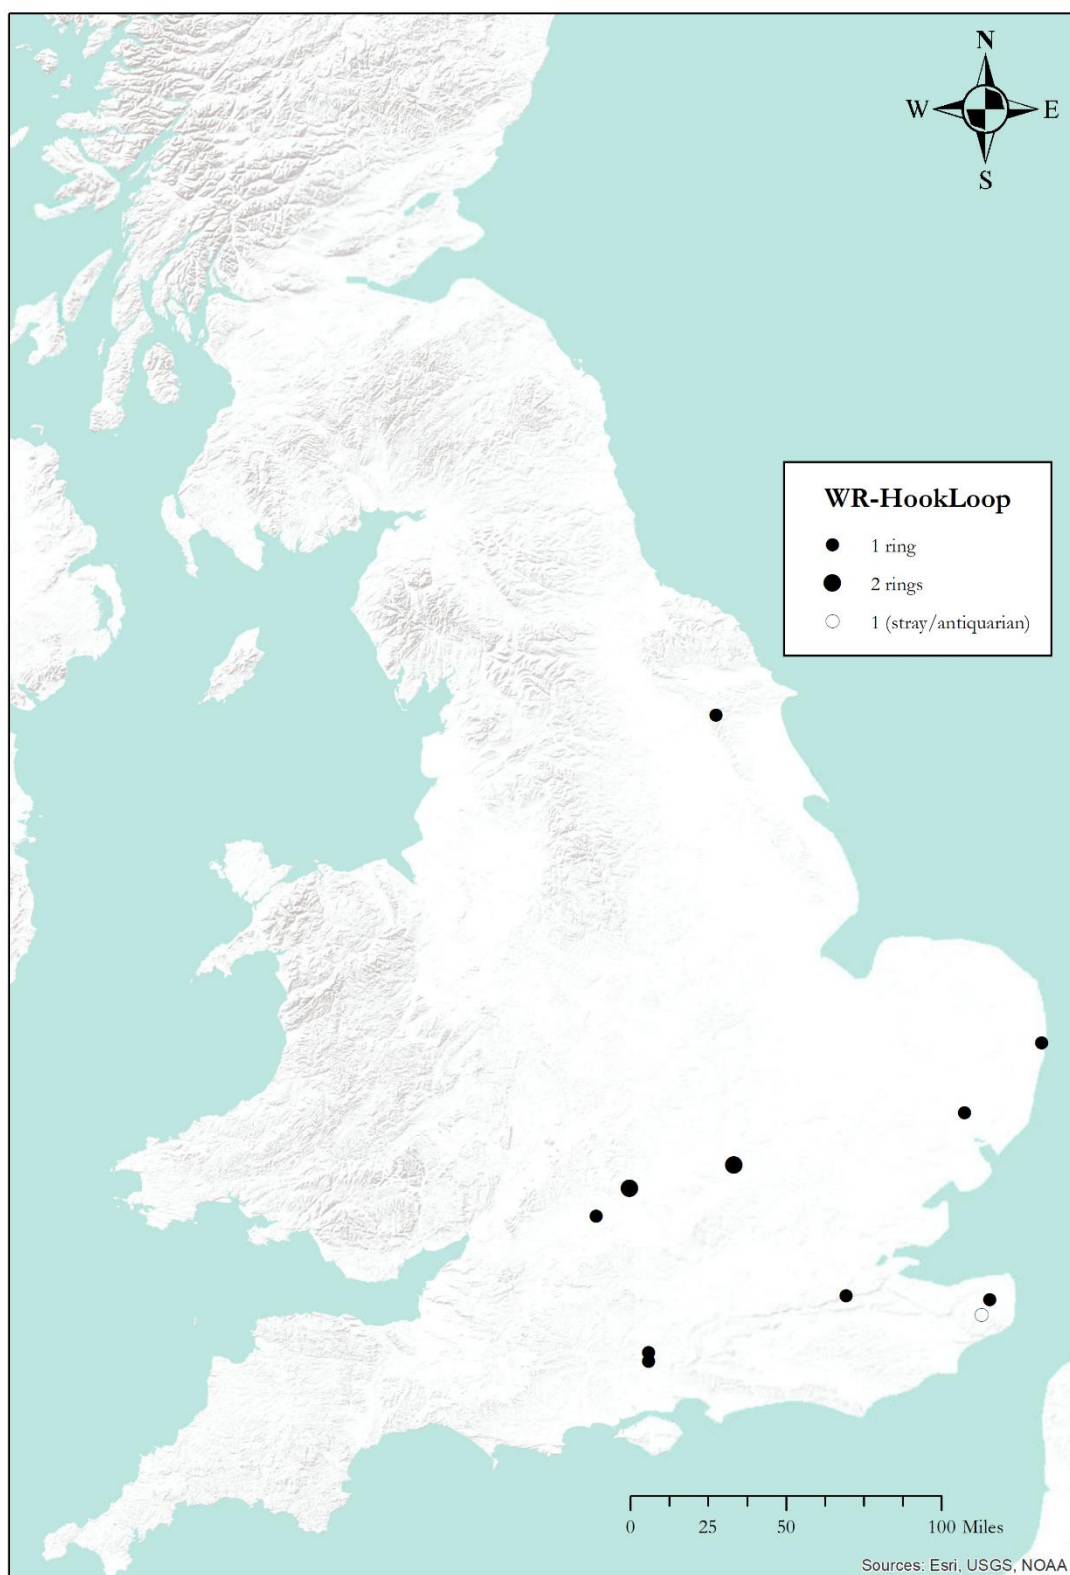 N
W E
S
WR-HookLoop
1 ring
2 rings
1 (stray/antiquarian)
0 25 50 100 Miles
Sources: Esri, USGS, NOAA